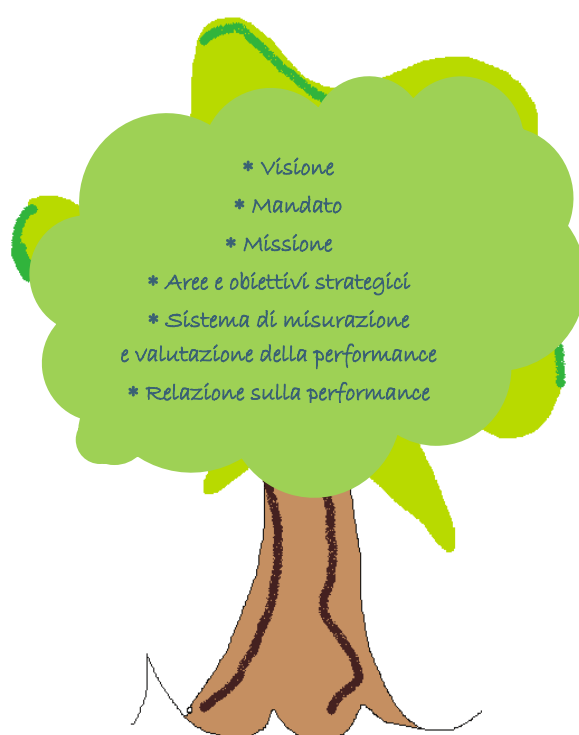 * Visione
* Mandato
* Missione
* Aree e obiettivi strategici
* Sistema di misurazione
e valutazione della performance
* Relazione sulla performance